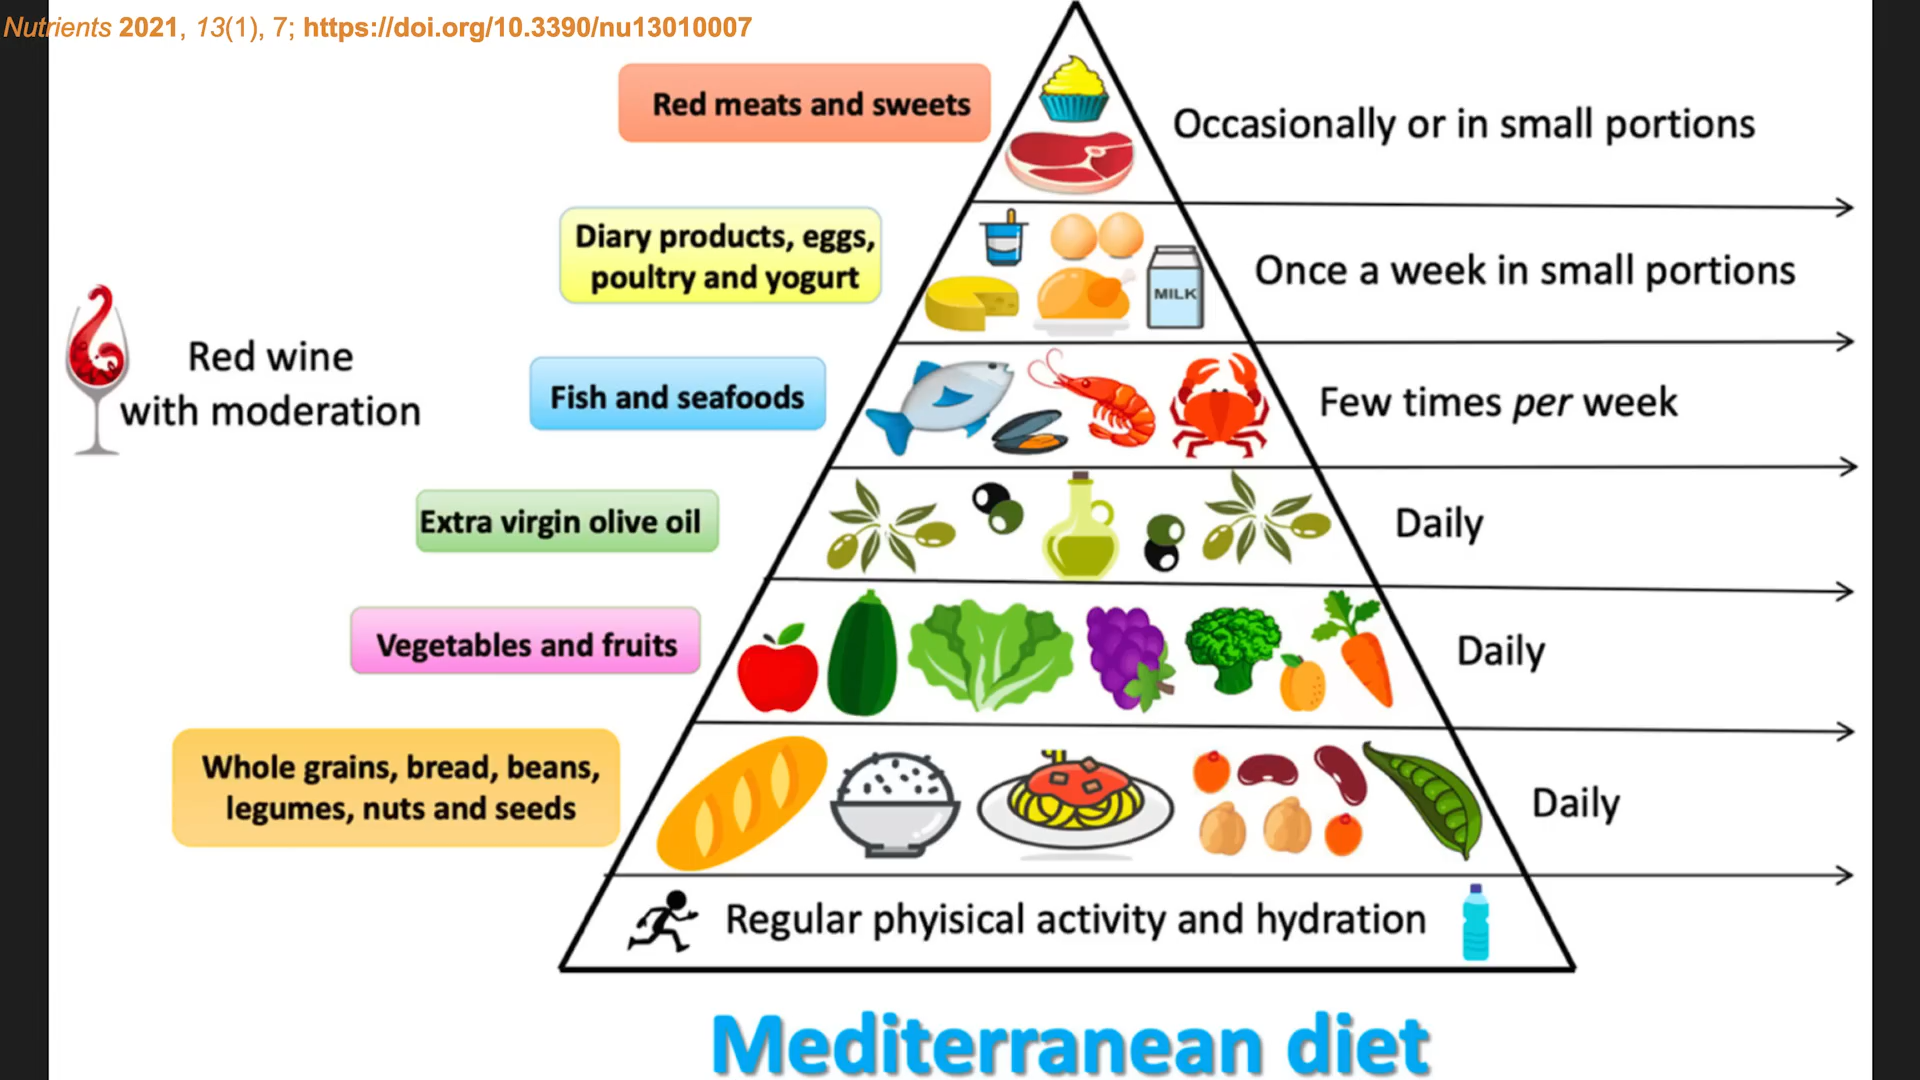 Nutrients 2021, 13(1), 7; https://doi.org/10.3390/nu13010007
Red meats and sweets
Occasionally or in small portions
Diary products, eggs,
poultry and yogurt
MILK
Once a week in small portions
Red wine
with moderation
Fish and seafoods
Few times per week
Extra virgin olive oil
Daily
Vegetables and fruits
Daily
Whole grains, bread, beans,
legumes, nuts and seeds
Daily
Regular phyisical activity and hydration
Mediterranean diet